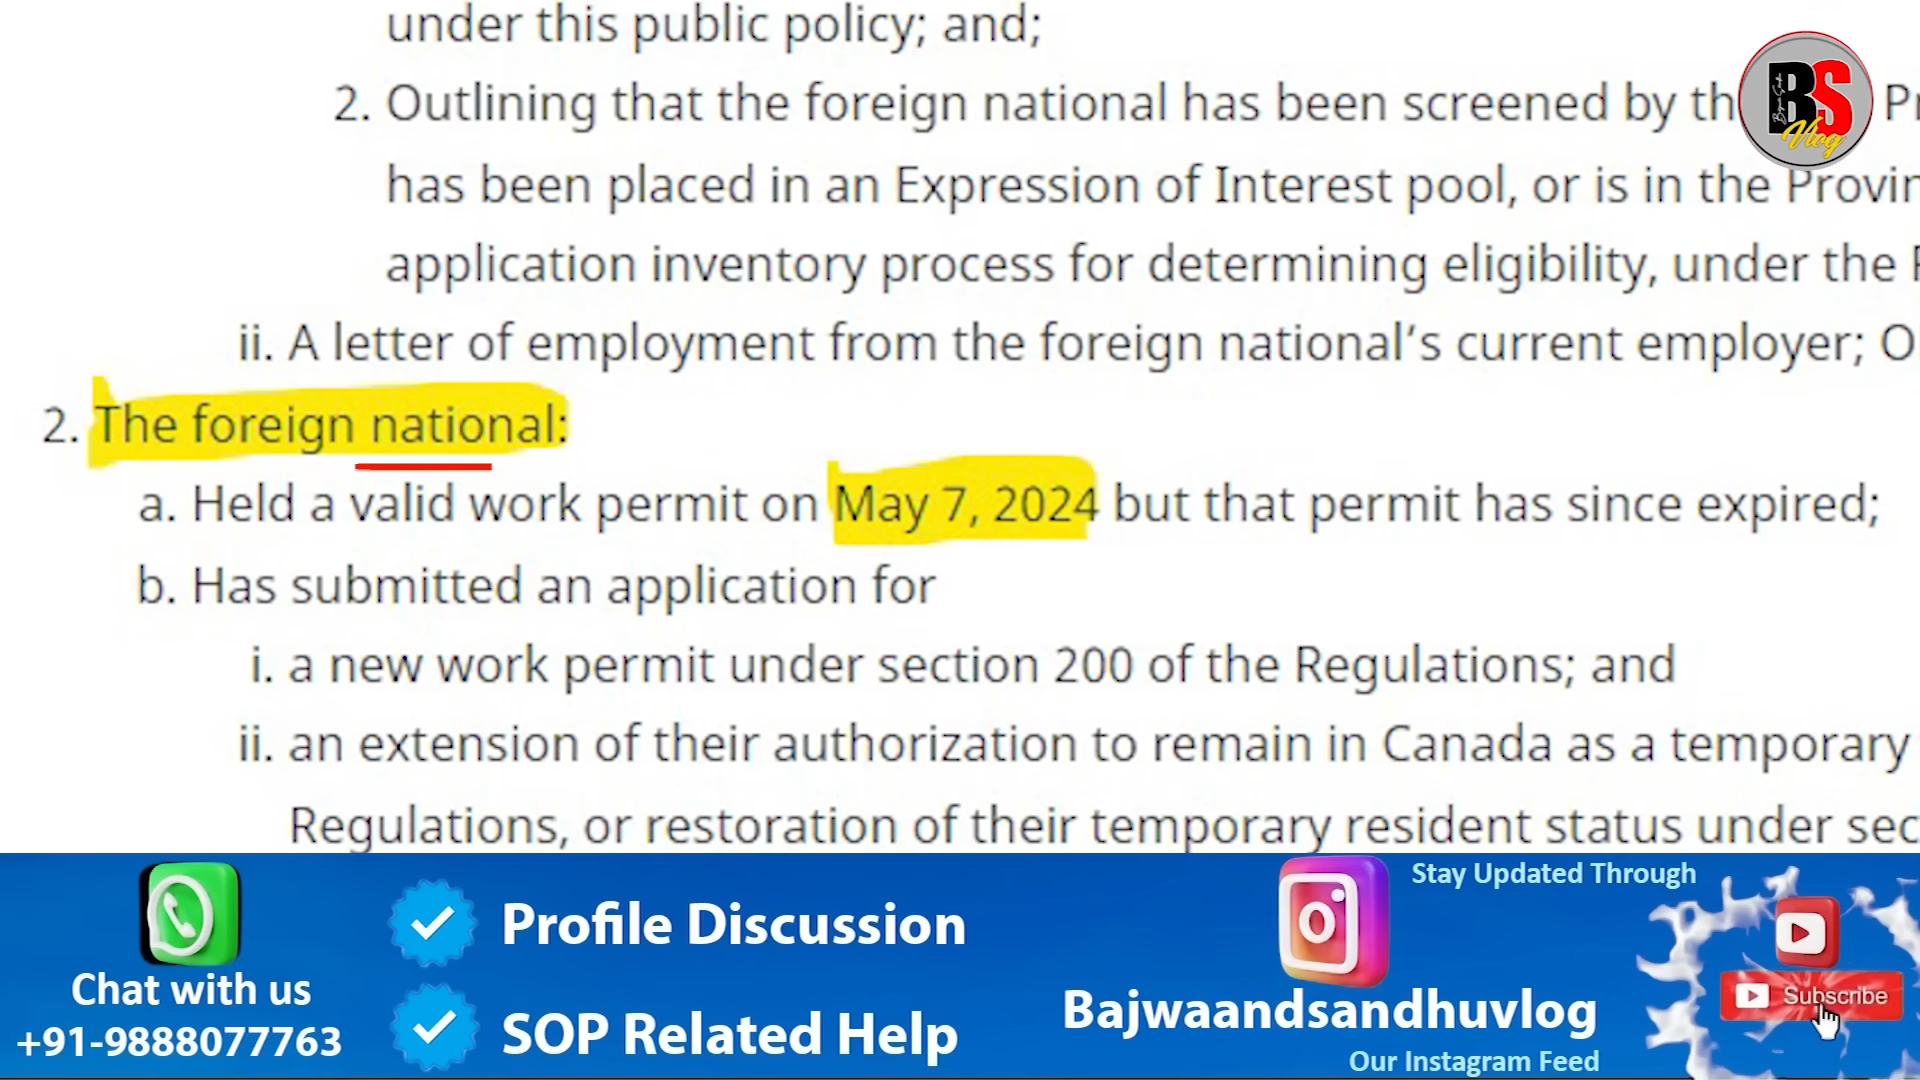 under this public policy; and;
2. Outlining that the foreign national has been screened by th
has been placed in an Expression of Interest pool, or is in the Provin
application inventory process for determining eligibility, under the
ii. A letter of employment from the foreign national's current employer; O
2. The foreign national:
a. Held a valid work permit on May 7, 2024 but that permit has since expired;
b. Has submitted an application for
i. a new work permit under section 200 of the Regulations; and
ii. an extension of their authorization to remain in Canada as a temporary
Regulations, or restoration of their temporary resident status under sec
BS
Vlog
Chat with us
+91-9888077763
Profile Discussion
SOP Related Help
Stay Updated Through
Bajwaandsandhuvlog
Our Instagram Feed
Subscribe